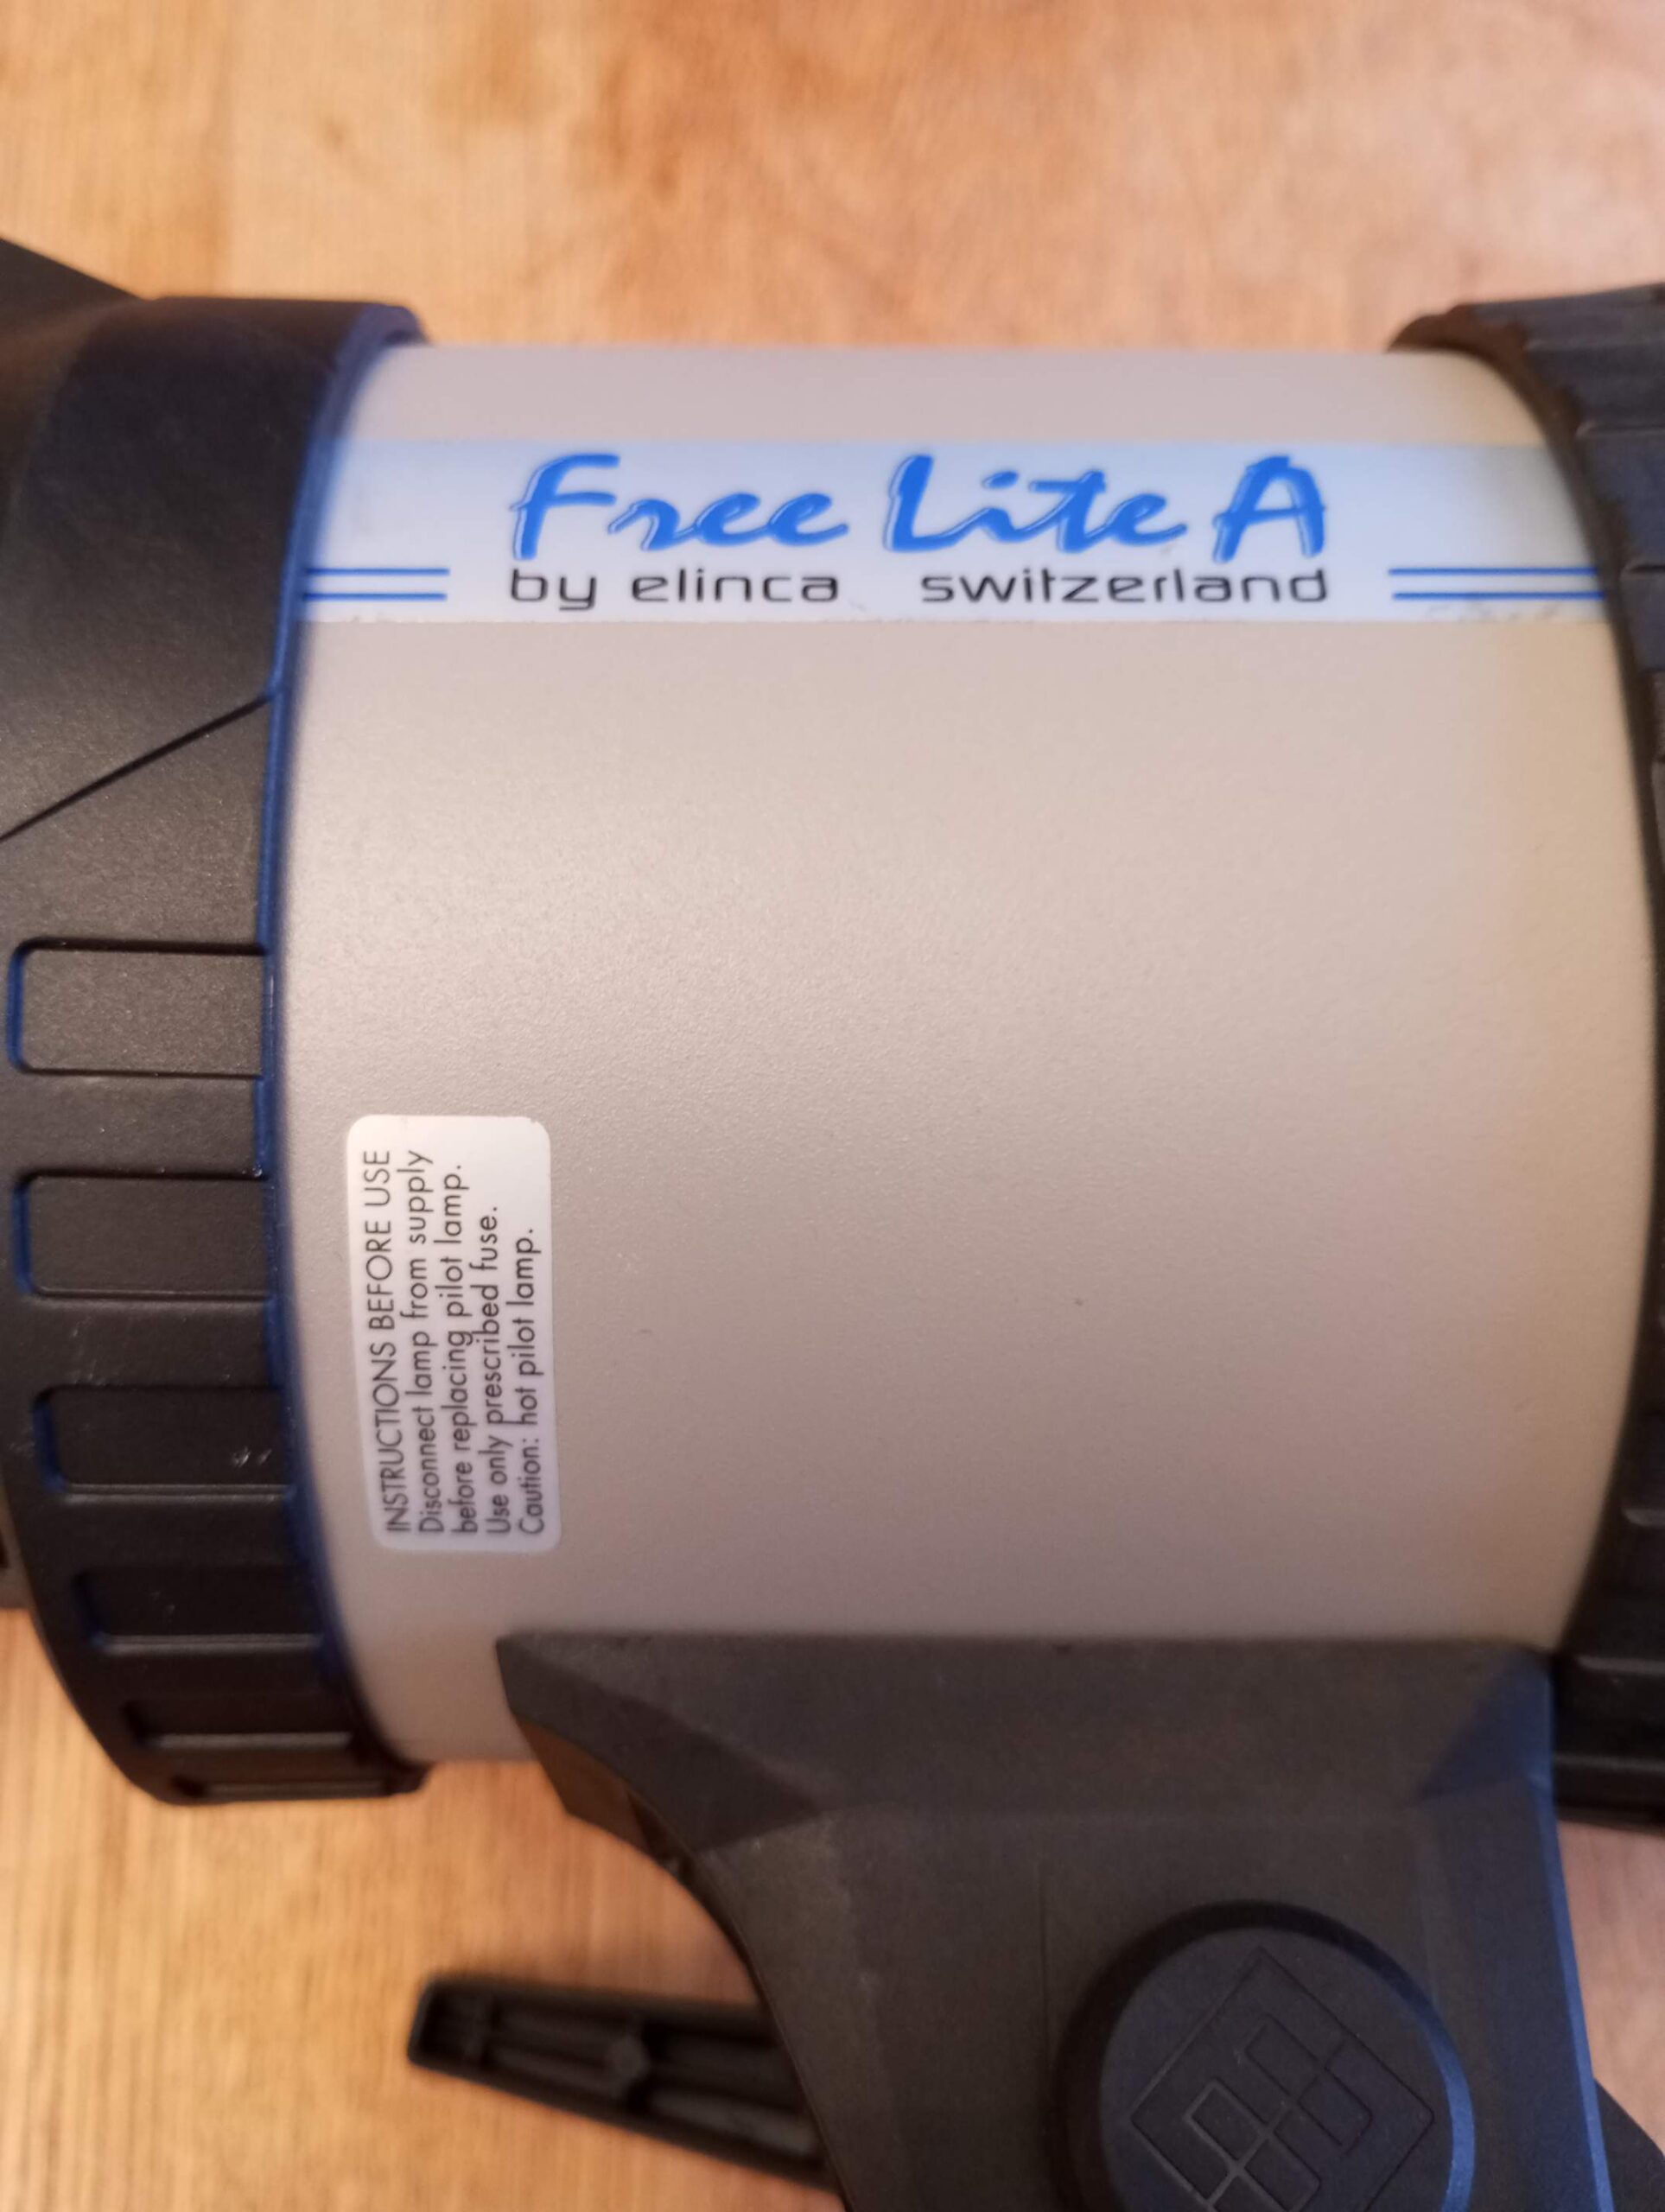 Free Lite A
by elinca switzerland
INSTRUCTIONS BEFORE USE
Disconnect lamp from supply
before replacing pilot lamp.
Use only prescribed fuse.
Caution: hot pilot lamp.